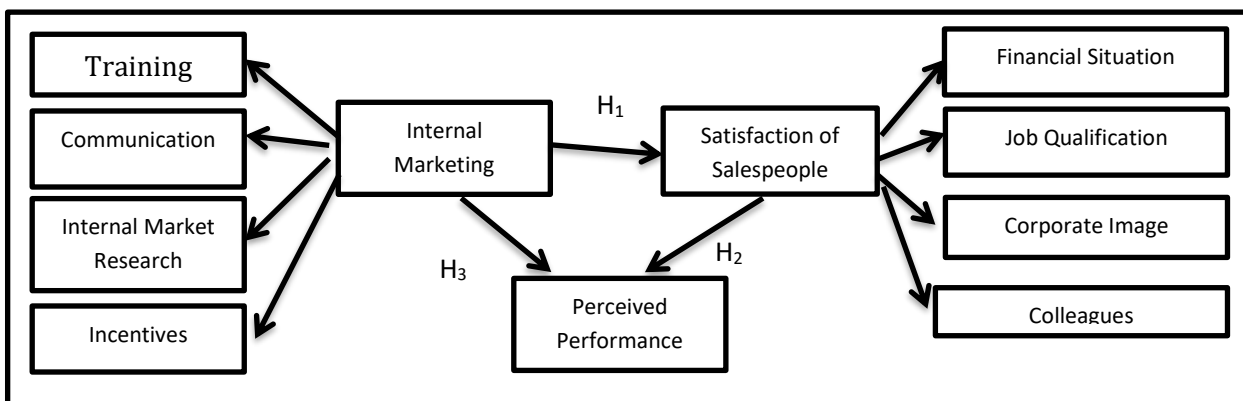 Training
Communication
Internal Market
Research
Incentives
Internal
Marketing
H₁
Satisfaction of
Salespeople
H₃
H₂
Perceived
Performance
Financial Situation
Job Qualification
Corporate Image
Colleagues